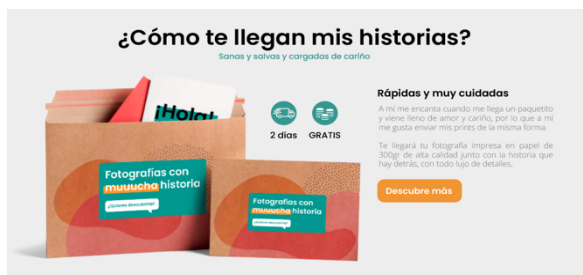 ¿Cómo te llegan mis historias?
Sanas y salvas y cargadas de cariño
¡Hola!
Fotografías con
muuucha historia
¿Quieres descubrirlas?
Fotografías con
muuucha historia
¿Quieres descubrirlas?
2 días
GRATIS
Rápidas y muy cuidadas
A mí me encanta cuando me llega un paquetito
y viene lleno de amor y cariño, por lo que a mí
me gusta enviar mis prints de la misma forma.
Te llegará tu fotografía impresa en papel de
300gr de alta calidad junto con la historia que
hay detrás, con todo lujo de detalles.
Descubre más